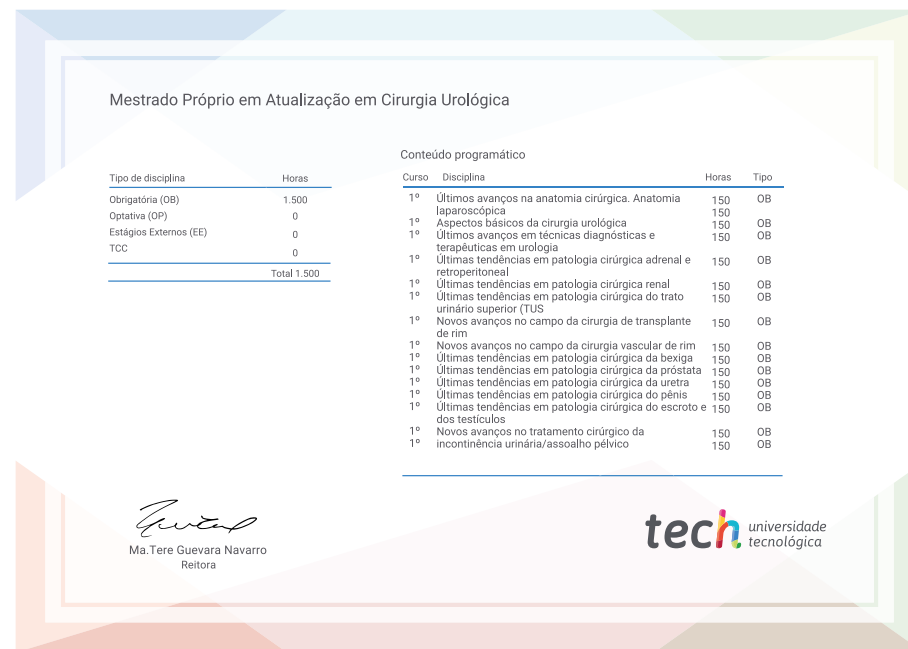 Mestrado Próprio em Atualização em Cirurgia Urológica
Tipo de disciplina Horas
Obrigatória (OB) 1.500
Optativa (OP) 0
Estágios Externos (EE) 0
TCC 0
Total 1.500
Conteúdo programático
Curso Disciplina Horas Tipo
1º Últimos avanços na anatomia cirúrgica. Anatomia 150 OB
laparoscópica 150
1º Aspectos básicos da cirurgia urológica 150 OB
1º Últimos avanços em técnicas diagnósticas e 150 OB
terapêuticas em urologia
1º Últimas tendências em patologia cirúrgica adrenal e 150 OB
retroperitoneal
1º Últimas tendências em patologia cirúrgica renal 150 OB
1º Últimas tendências em patologia cirúrgica do trato 150 OB
urinário superior (TUS
1º Novos avanços no campo da cirurgia de transplante 150 OB
de rim
1º Novos avanços no campo da cirurgia vascular de rim 150 OB
1º Últimas tendências em patologia cirúrgica da bexiga 150 OB
1º Últimas tendências em patologia cirúrgica da próstata 150 OB
1º Últimas tendências em patologia cirúrgica da uretra 150 OB
1º Últimas tendências em patologia cirúrgica do pênis 150 OB
1º Últimas tendências em patologia cirúrgica do escroto e 150 OB
dos testículos
1º Novos avanços no tratamento cirúrgico da 150 OB
1º incontinência urinária/assoalho pélvico 150 OB
Ma.Tere Guevara Navarro
Reitora
tech universidade
tecnológica